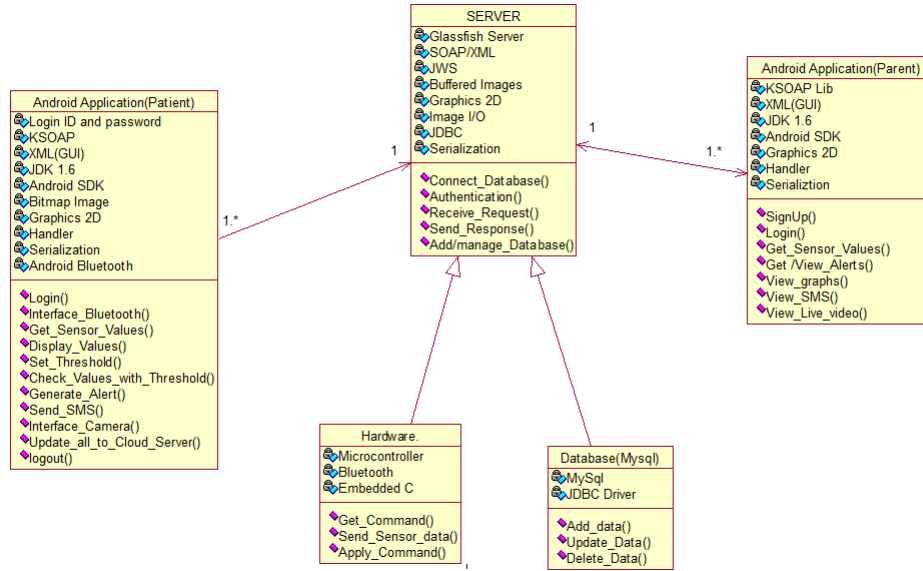 SERVER
Glassfish Server
SOAP/XML
JWS
Buffered Images
Graphics 2D
Image I/O
JDBC
Serialization
Connect_Database()
Authentication()
Receive_Request()
Send_Response()
Add/manage_Database()
Android Application(Patient)
Login ID and password
KSOAP
XML(GUI)
JDK 1.6
Android SDK
Bitmap Image
Graphics 2D
Handler
Serialization
Android Bluetooth
Login()
Interface_Bluetooth()
Get_Sensor_Values()
Display_Values()
Set_Threshold()
Check_Values_with_Threshold()
Generate_Alert()
Send_SMS()
Interface_Camera()
Update_all_to_Cloud_Server()
logout()
1
1.*
1
1.*
Android Application(Parent)
KSOAP Lib
XML(GUI)
JDK 1.6
Android SDK
Graphics 2D
Handler
Serializtion
SignUp()
Login()
Get_Sensor_Values()
Get /View_Alerts()
View_graphs()
View_SMS()
View_Live_video()
Hardware.
Microcontroller
Bluetooth
Embedded C
Get_Command()
Send_Sensor_data()
Apply_Command()
Database(Mysql)
MySql
JDBC Driver
Add_data()
Update_Data()
Delete_Data()